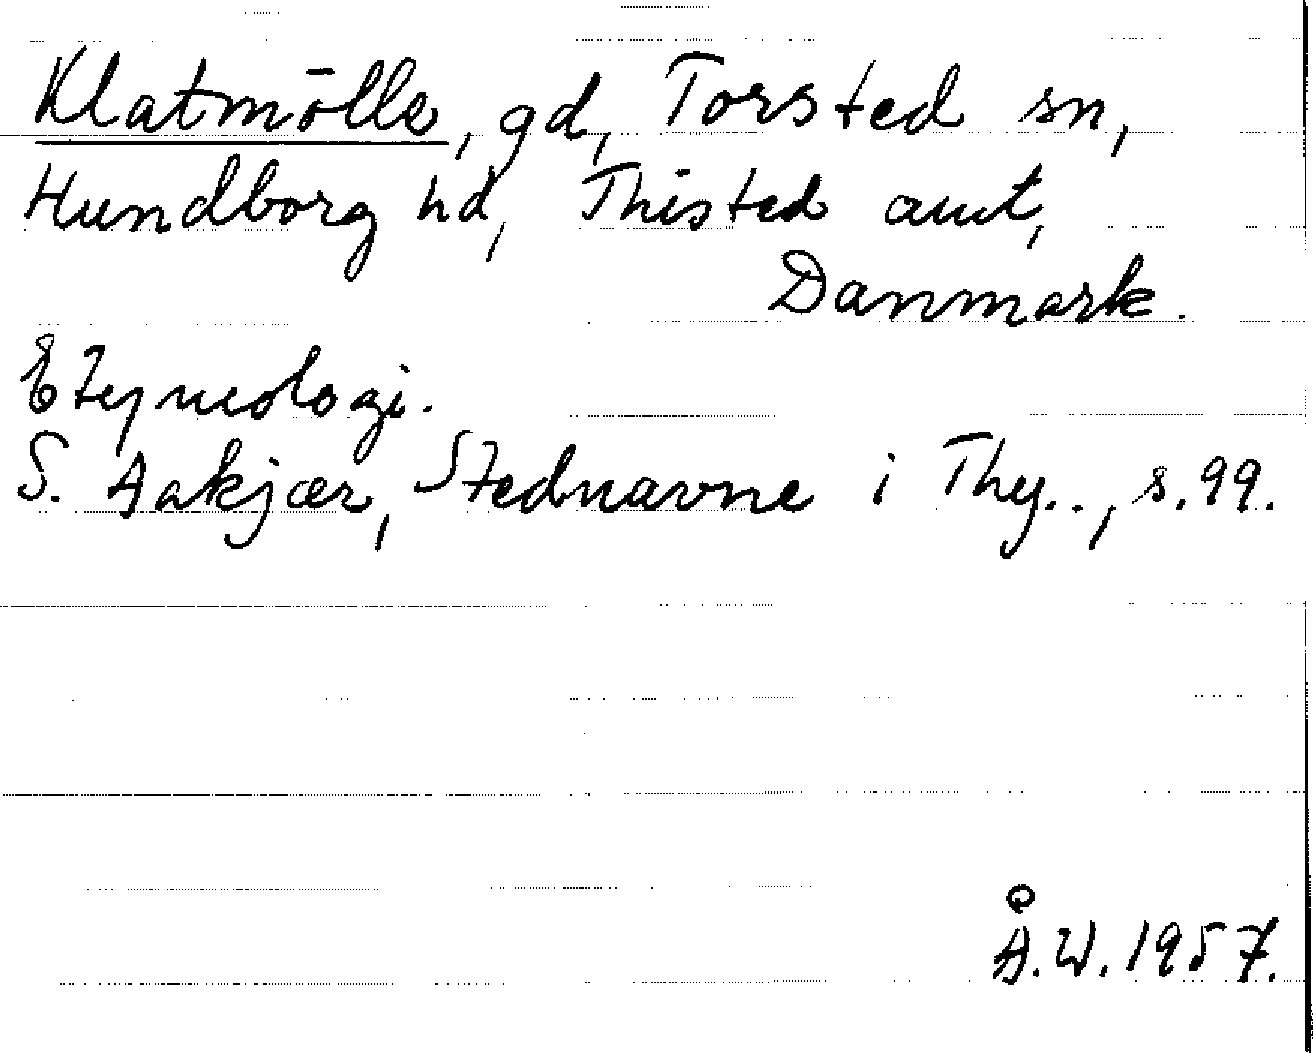 Klatmölle, gd, Torsted sn,
Hundborg hd, Thisted amt,
Danmark.
Etymologi.
S. Aakjær, Stednavne i Thy.., s. 99.
Å.W. 1957.